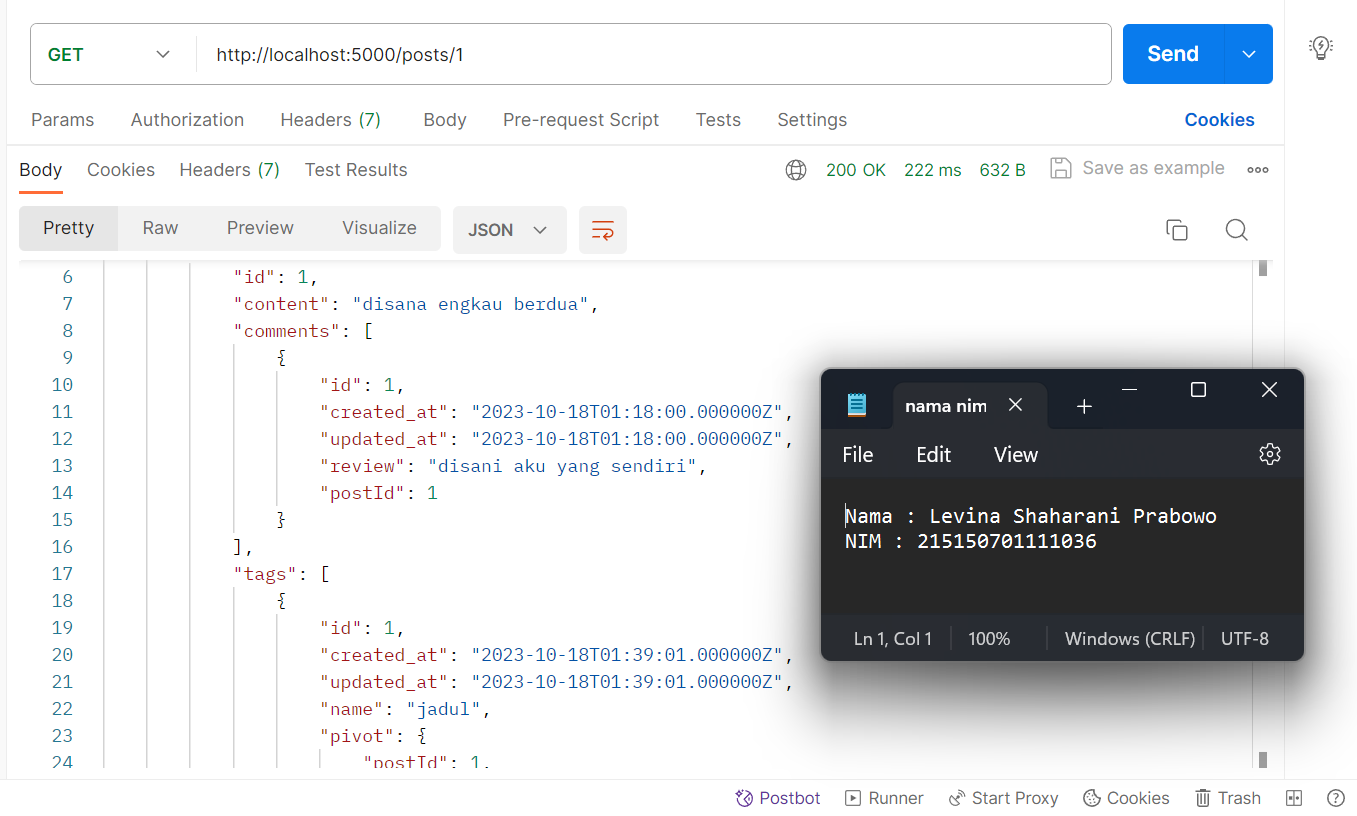 GET http://localhost:5000/posts/1 Send
Params Authorization Headers (7) Body Pre-request Script Tests Settings Cookies
Body Cookies Headers (7) Test Results 200 OK 222 ms 632 B Save as example
Pretty Raw Preview Visualize JSON
6 "id": 1,
7 "content": "disana engkau berdua",
8 "comments": [
9 {
10 "id": 1,
11 "created_at": "2023-10-18T01:18:00.000000Z",
12 "updated_at": "2023-10-18T01:18:00.000000Z",
13 "review": "disani aku yang sendiri",
14 "postId": 1
15 }
16 ],
17 "tags": [
18 {
19 "id": 1,
20 "created_at": "2023-10-18T01:39:01.000000Z",
21 "updated_at": "2023-10-18T01:39:01.000000Z",
22 "name": "jadul",
23 "pivot": {
24 "postId": 1,
nama nim
File Edit View
Nama : Levina Shaharani Prabowo
NIM : 215150701111036
Ln 1, Col 1 100% Windows (CRLF) UTF-8
Postbot Runner Start Proxy Cookies Trash